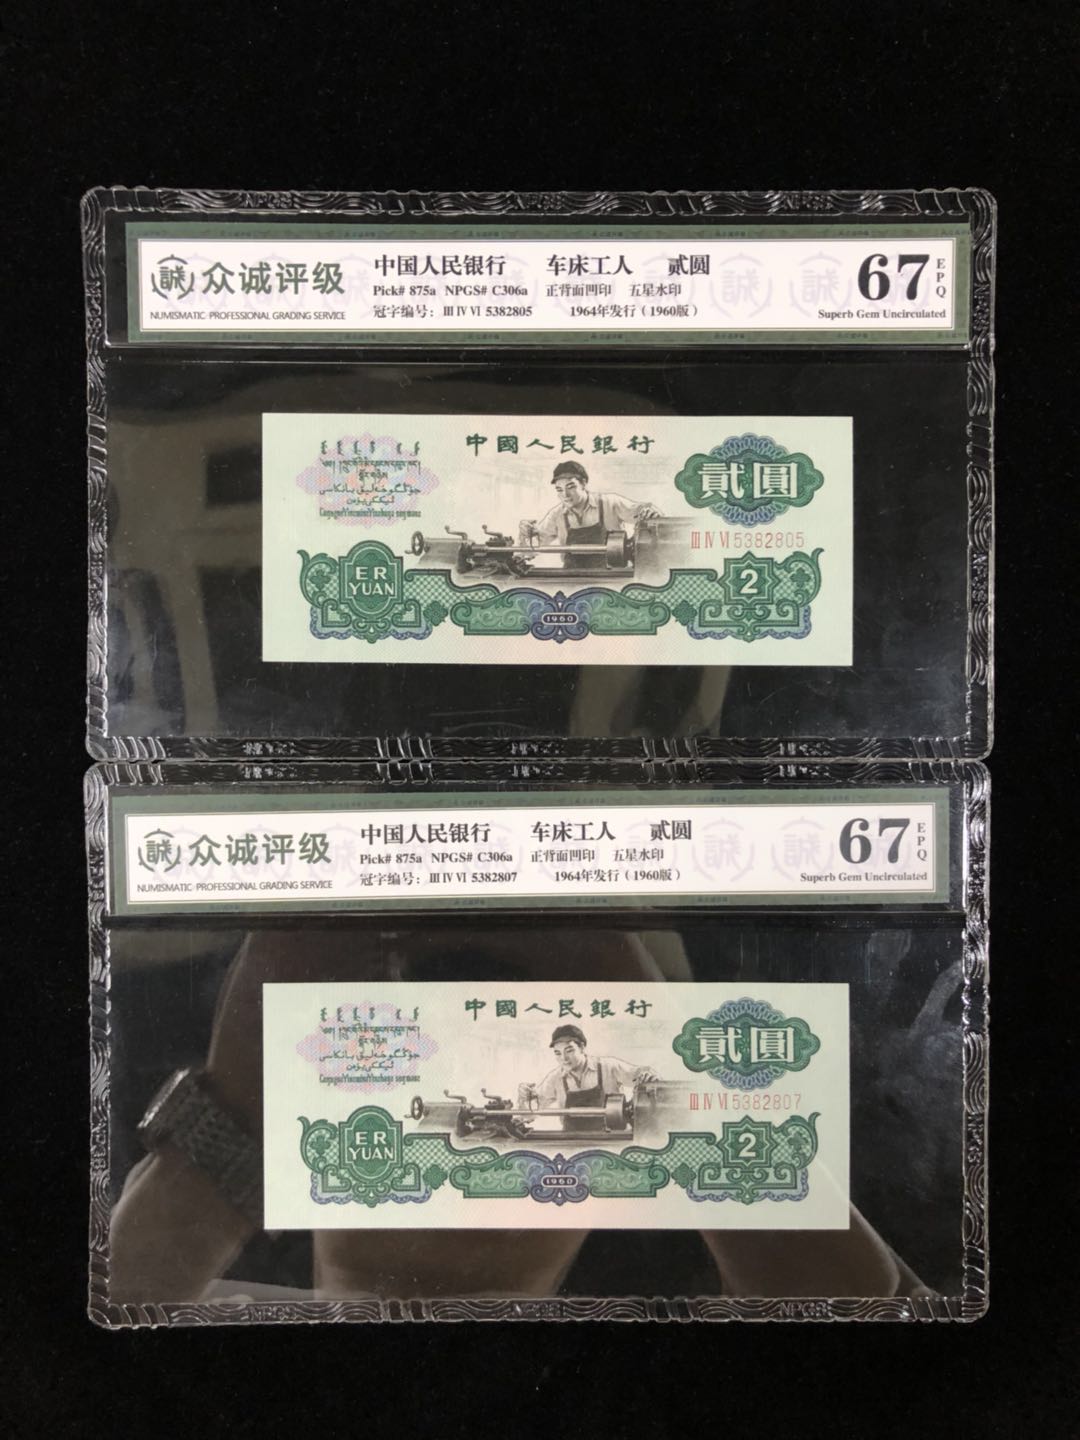 誠 众诚评级
NUMISMATIC PROFESSIONAL GRADING SERVICE
中国人民银行 车床工人 贰圆
Pick# 875a NPGS# C306a 正背面凹印 五星水印
冠字编号: Ⅲ Ⅳ Ⅵ 5382805 1964年发行(1960版)
67 EPQ
Superb Gem Uncirculated
中國人民銀行
貳圓
Ⅲ Ⅳ Ⅵ 5382805
ER
YUAN
1960
2
誠 众诚评级
NUMISMATIC PROFESSIONAL GRADING SERVICE
中国人民银行 车床工人 贰圆
Pick# 875a NPGS# C306a 正背面凹印 五星水印
冠字编号: Ⅲ Ⅳ Ⅵ 5382807 1964年发行(1960版)
67 EPQ
Superb Gem Uncirculated
中國人民銀行
貳圓
Ⅲ Ⅳ Ⅵ 5382807
ER
YUAN
1960
2
NPGS